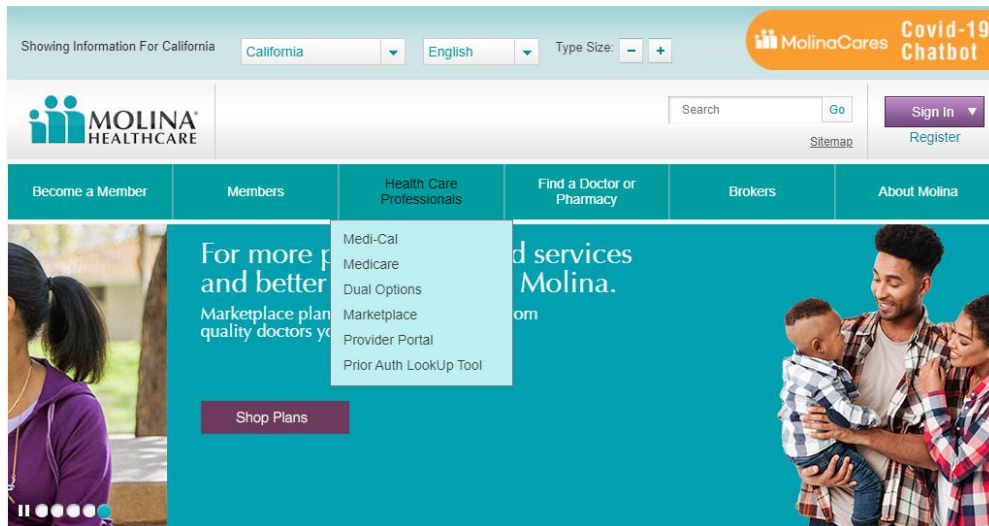 Showing Information For California
California
English
Type Size: - +
MolinaCares
Covid-19
Chatbot
MOLINA®
HEALTHCARE
Search
Go
Sitemap
Sign In
Register
Become a Member
Members
Health Care
Professionals
Find a Doctor or
Pharmacy
Brokers
About Molina
Medi-Cal
Medicare
Dual Options
Marketplace
Provider Portal
Prior Auth LookUp Tool
For more p d services
and better Molina.
Marketplace plan om
quality doctors yo
Shop Plans